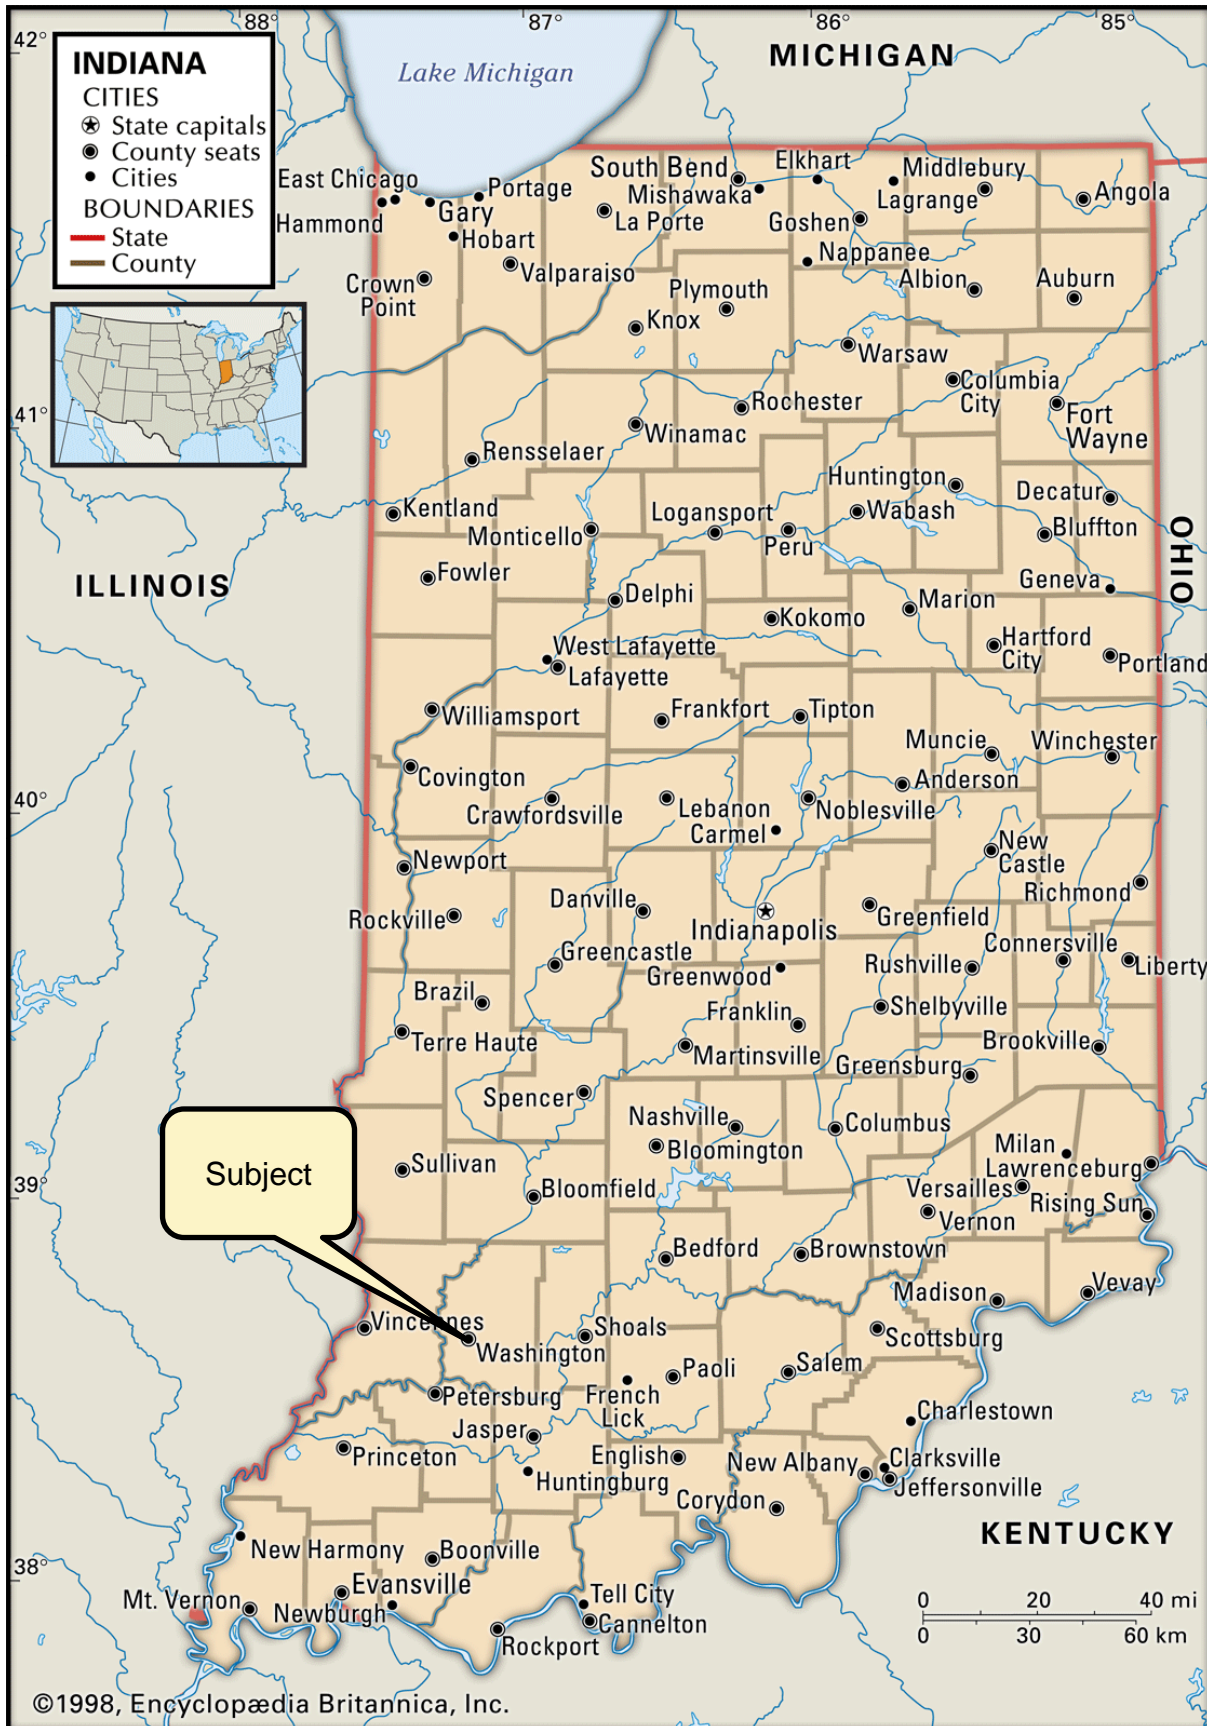 88°
87°
86°
85°
42°
INDIANA
CITIES
State capitals
County seats
Cities
BOUNDARIES
State
County
Lake Michigan
MICHIGAN
East Chicago
Hammond
Gary
Portage
Hobart
Crown
Point
Valparaiso
South Bend
Mishawaka
La Porte
Elkhart
Goshen
Nappanee
Middlebury
Lagrange
Angola
Albion
Auburn
Plymouth
Knox
Warsaw
Columbia
City
Fort
Wayne
41°
Rochester
Winamac
Rensselaer
Kentland
Monticello
Logansport
Peru
Huntington
Wabash
Decatur
Bluffton
Geneva
OHIO
ILLINOIS
Fowler
Delphi
Kokomo
Marion
Hartford
City
Portland
West Lafayette
Lafayette
Williamsport
Frankfort
Tipton
Muncie
Winchester
Covington
Crawfordsville
Lebanon
Carmel
Noblesville
Anderson
40°
New
Castle
Richmond
Newport
Rockville
Danville
Indianapolis
Greenfield
Connersville
Liberty
Greencastle
Greenwood
Rushville
Brazil
Franklin
Shelbyville
Terre Haute
Martinsville
Greensburg
Brookville
Spencer
Nashville
Bloomington
Columbus
Milan
Lawrenceburg
Subject
Sullivan
39°
Bloomfield
Versailles
Vernon
Rising Sun
Bedford
Brownstown
Madison
Vevay
Vincennes
Washington
Shoals
Scottsburg
Paoli
Salem
Petersburg
French
Lick
Charlestown
Jasper
Princeton
Huntingburg
English
New Albany
Clarksville
Jeffersonville
Corydon
KENTUCKY
New Harmony
Boonville
38°
Mt. Vernon
Evansville
Newburgh
Tell City
Cannelton
Rockport
0 20 40 mi
0 30 60 km
©1998, Encyclopædia Britannica, Inc.